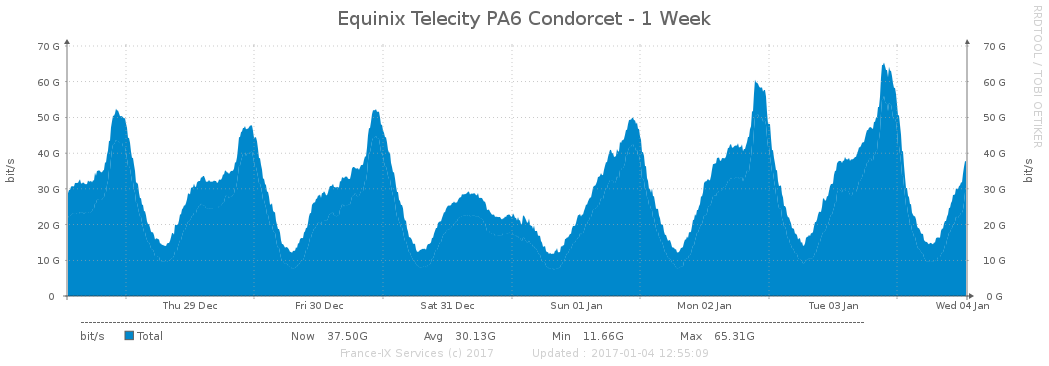 Equinix Telecity PA6 Condorcet - 1 Week
RRDTOOL / TOBI OETIKER
70 G 70 G
60 G 60 G
50 G 50 G
40 G 40 G
30 G 30 G
20 G 20 G
10 G 10 G
0 0 G
bit/s
bit/s
Thu 29 Dec Fri 30 Dec Sat 31 Dec Sun 01 Jan Mon 02 Jan Tue 03 Jan Wed 04 Jan
bit/s Total Now 37.50G Avg 30.13G Min 11.66G Max 65.31G
France-IX Services (c) 2017 Updated : 2017-01-04 12:55:09